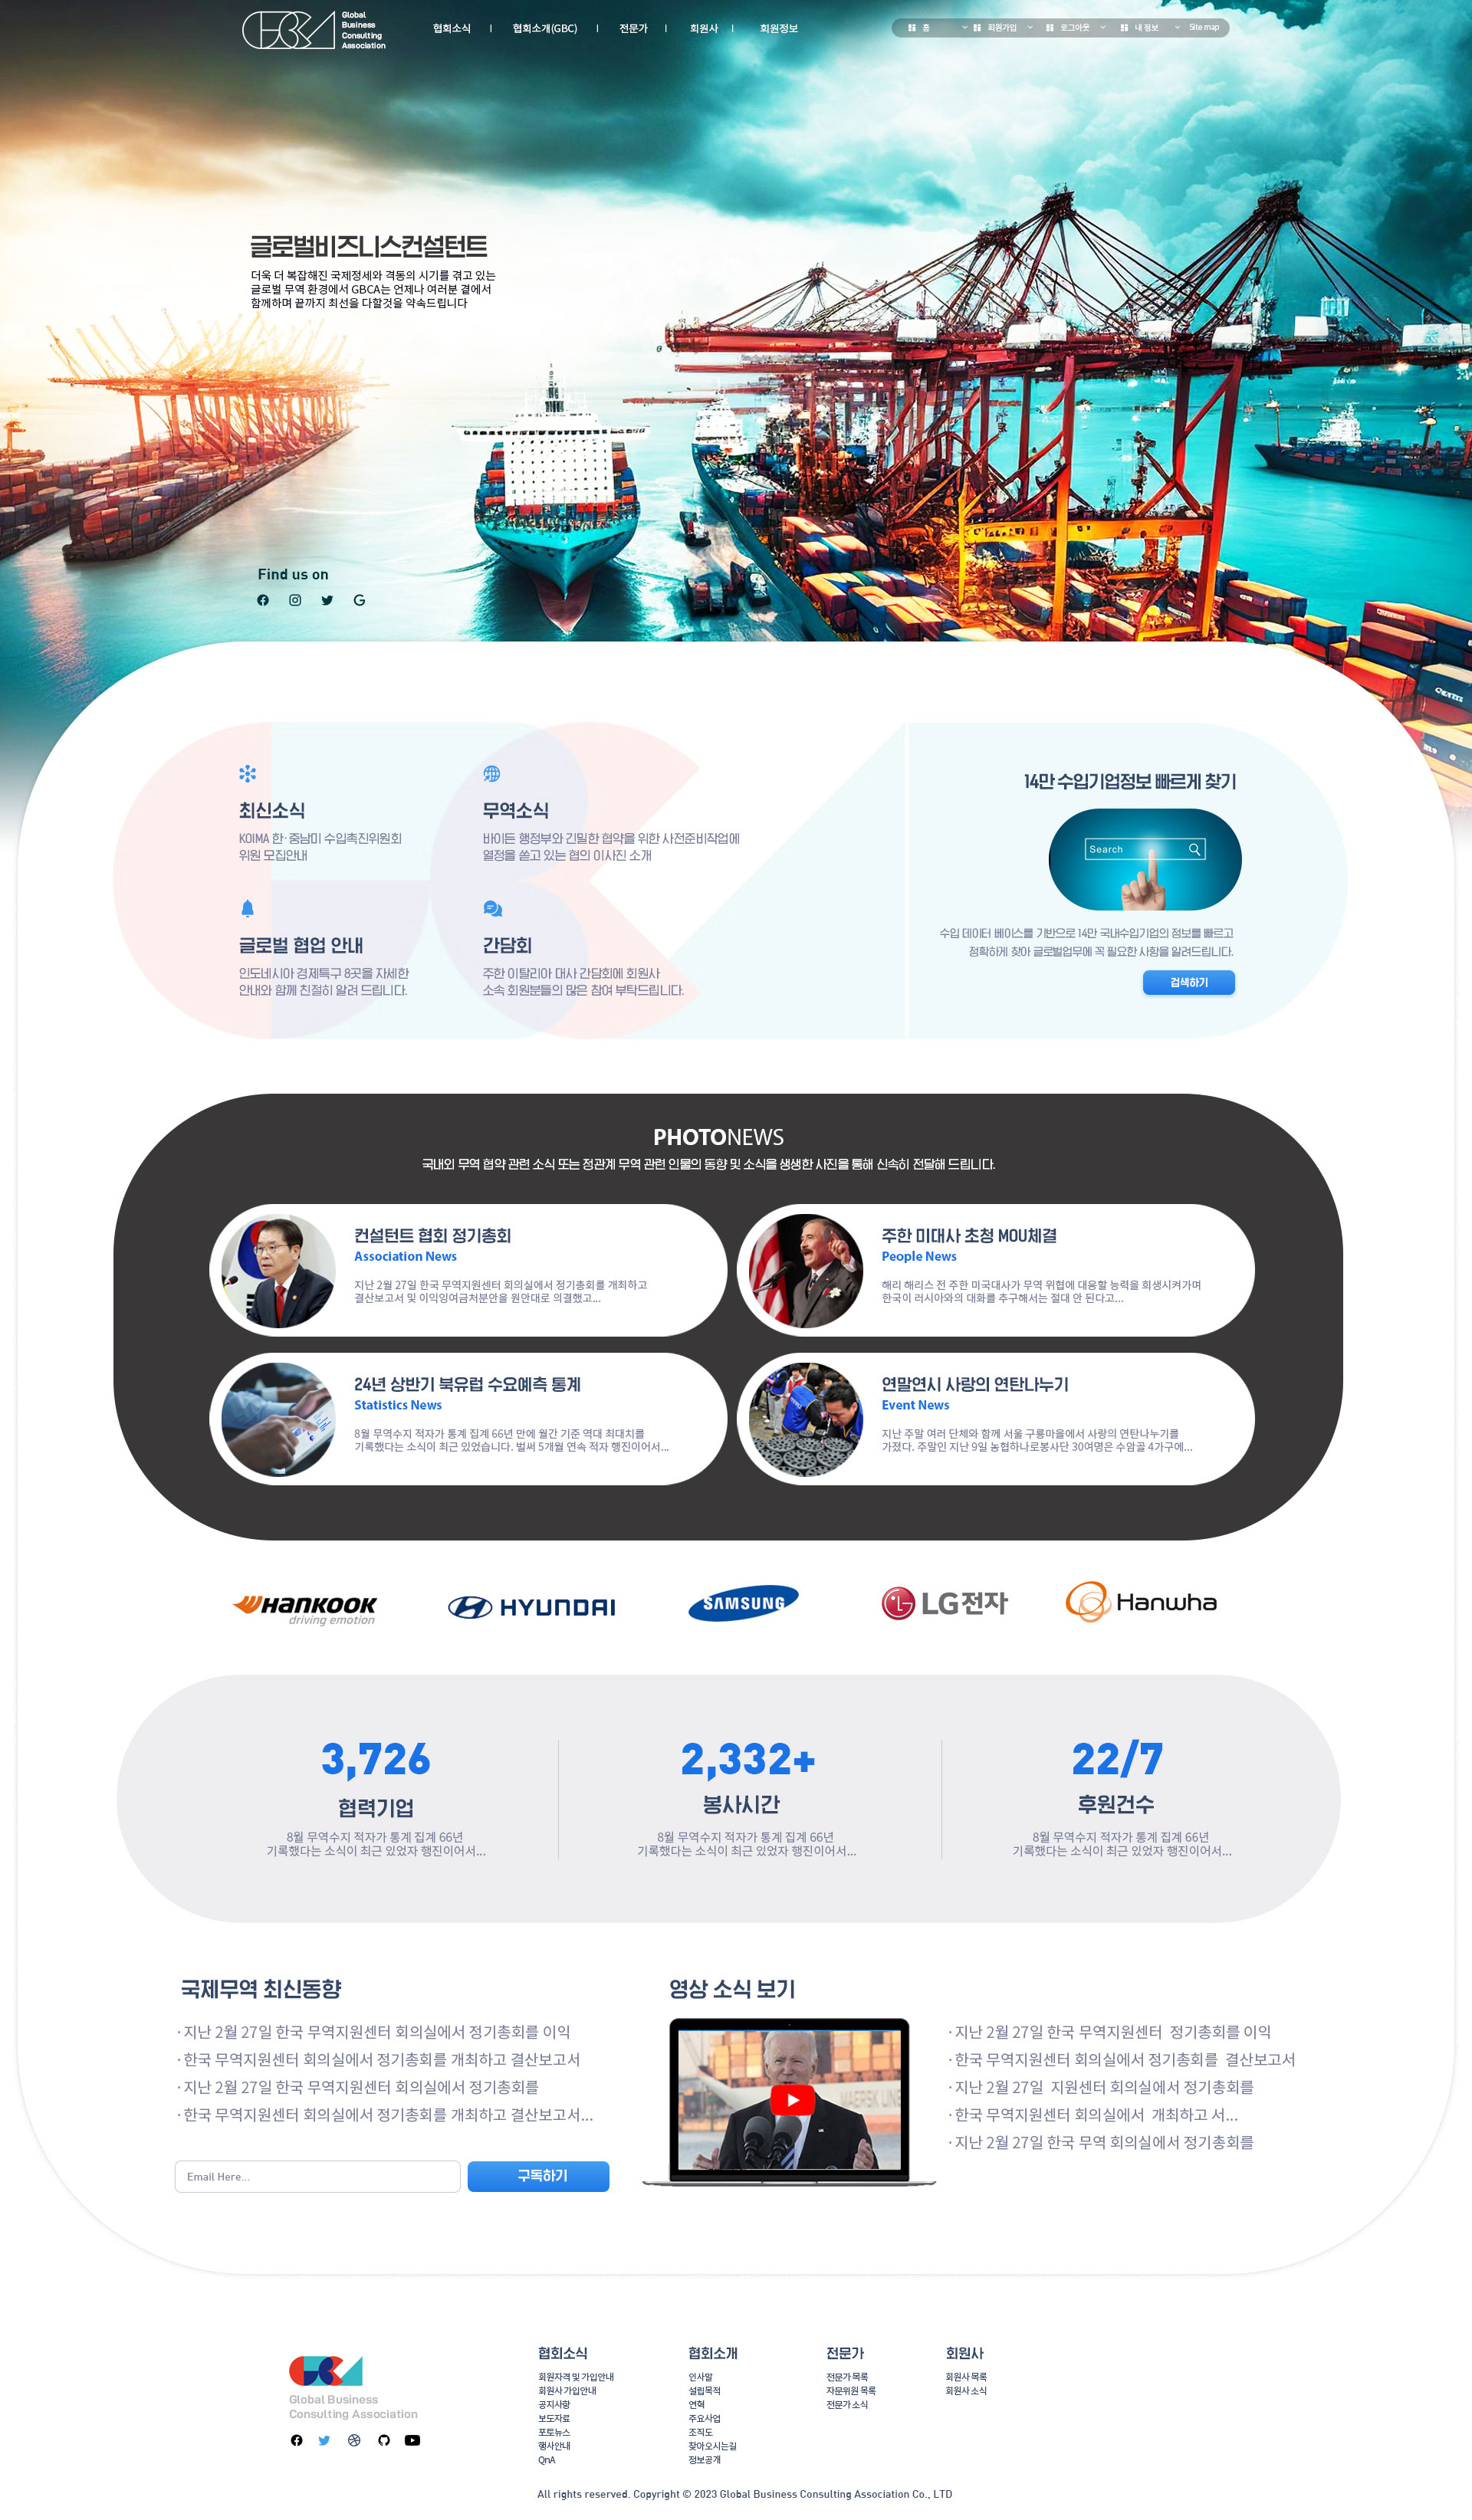 Global
Business
Consulting
Association
협회소식 | 협회소개(GBC) | 전문가 | 회원사 | 회원정보
홈 회원가입 로그아웃 내 정보 Site map
글로벌비즈니스컨설턴트
더욱 더 복잡해진 국제정세와 격동의 시기를 겪고 있는
글로벌 무역 환경에서 GBCA는 언제나 여러분 곁에서
함께하며 끝까지 최선을 다할것을 약속드립니다
Find us on
최신소식
KOIMA 한·중남미 수입촉진위원회
위원 모집안내
무역소식
바이든 행정부와 긴밀한 협약을 위한 사전준비작업에
열정을 쏟고 있는 협의 이사진 소개
글로벌 협업 안내
인도네시아 경제특구 8곳을 자세한
안내와 함께 친절히 알려 드립니다.
간담회
주한 이탈리아 대사 간담회에 회원사
소속 회원분들의 많은 참여 부탁드립니다.
14만 수입기업정보 빠르게 찾기
Search
수입 데이터 베이스를 기반으로 14만 국내수입기업의 정보를 빠르고
정확하게 찾아 글로벌업무에 꼭 필요한 사항을 알려드립니다.
검색하기
PHOTONEWS
국내외 무역 협약 관련 소식 또는 정관계 무역 관련 인물의 동향 및 소식을 생생한 사진을 통해 신속히 전달해 드립니다.
컨설턴트 협회 정기총회
Association News
지난 2월 27일 한국 무역지원센터 회의실에서 정기총회를 개최하고
결산보고서 및 이익잉여금처분안을 원안대로 의결했고...
주한 미대사 초청 MOU체결
People News
해리 해리스 전 주한 미국대사가 무역 위협에 대응할 능력을 희생시켜가며
한국이 러시아와의 대화를 추구해서는 절대 안 된다고...
24년 상반기 북유럽 수요예측 통계
Statistics News
8월 무역수지 적자가 통계 집계 66년 만에 월간 기준 역대 최대치를
기록했다는 소식이 최근 있었습니다. 벌써 5개월 연속 적자 행진이어서...
연말연시 사랑의 연탄나누기
Event News
지난 주말 여러 단체와 함께 서울 구룡마을에서 사랑의 연탄나누기를
가졌다. 주말인 지난 9일 농협하나로봉사단 30여명은 수암골 4가구에...
HANKOOK
driving emotion
HYUNDAI
SAMSUNG
LG전자
Hanwha
3,726
협력기업
8월 무역수지 적자가 통계 집계 66년
기록했다는 소식이 최근 있었자 행진이어서...
2,332+
봉사시간
8월 무역수지 적자가 통계 집계 66년
기록했다는 소식이 최근 있었자 행진이어서...
22/7
후원건수
8월 무역수지 적자가 통계 집계 66년
기록했다는 소식이 최근 있었자 행진이어서...
국제무역 최신동향
· 지난 2월 27일 한국 무역지원센터 회의실에서 정기총회를 이익
· 한국 무역지원센터 회의실에서 정기총회를 개최하고 결산보고서
· 지난 2월 27일 한국 무역지원센터 회의실에서 정기총회를
· 한국 무역지원센터 회의실에서 정기총회를 개최하고 결산보고서...
Email Here...
구독하기
영상 소식 보기
MAERSK LINE
· 지난 2월 27일 한국 무역지원센터 정기총회를 이익
· 한국 무역지원센터 회의실에서 정기총회를 결산보고서
· 지난 2월 27일 지원센터 회의실에서 정기총회를
· 한국 무역지원센터 회의실에서 개최하고 서...
· 지난 2월 27일 한국 무역 회의실에서 정기총회를
Global Business
Consulting Association
협회소식
회원자격 및 가입안내
회원사 가입안내
공지사항
보도자료
포토뉴스
행사안내
QnA
협회소개
인사말
설립목적
연혁
주요사업
조직도
찾아오시는길
정보공개
전문가
전문가 목록
자문위원 목록
전문가 소식
회원사
회원사 목록
회원사 소식
All rights reserved. Copyright © 2023 Global Business Consulting Association Co., LTD